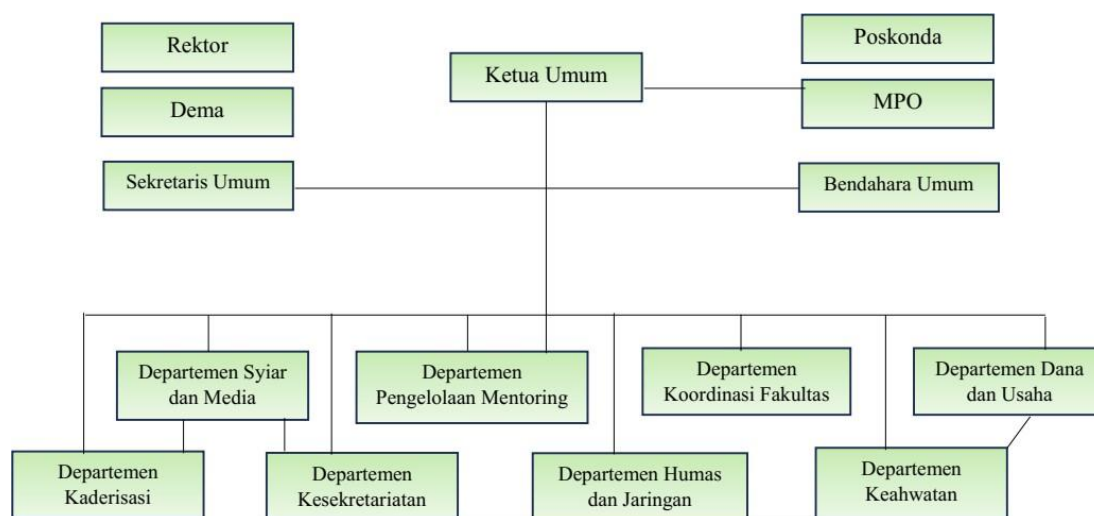 Rektor
Ketua Umum
Poskonda
Dema
MPO
Sekretaris Umum
Bendahara Umum
Departemen Syiar
dan Media
Departemen
Pengelolaan Mentoring
Departemen
Koordinasi Fakultas
Departemen Dana
dan Usaha
Departemen
Kaderisasi
Departemen
Kesekretariatan
Departemen Humas
dan Jaringan
Departemen
Keahwatan